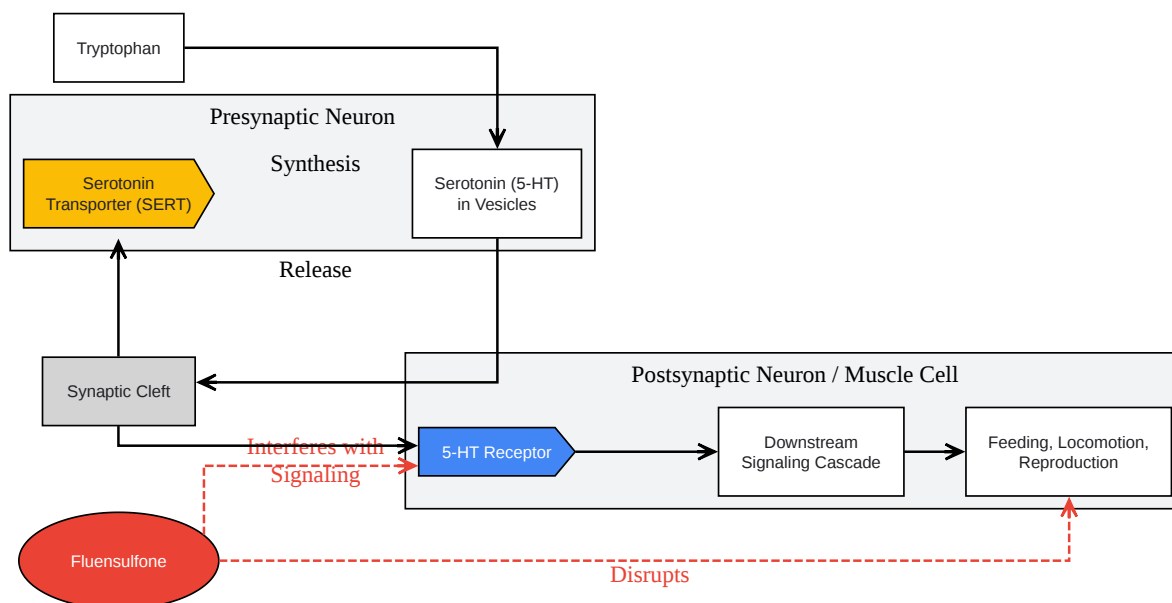 Tryptophan
Presynaptic Neuron
Synthesis
Serotonin
Transporter (SERT)
Serotonin (5-HT)
in Vesicles
Release
Synaptic Cleft
Postsynaptic Neuron / Muscle Cell
Interferes with
Signaling
5-HT Receptor
Downstream
Signaling Cascade
Feeding, Locomotion,
Reproduction
Fluensulfone
Disrupts